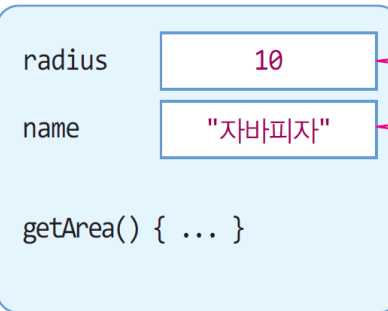 radius 10
name "자바피자"
getArea() { ... }